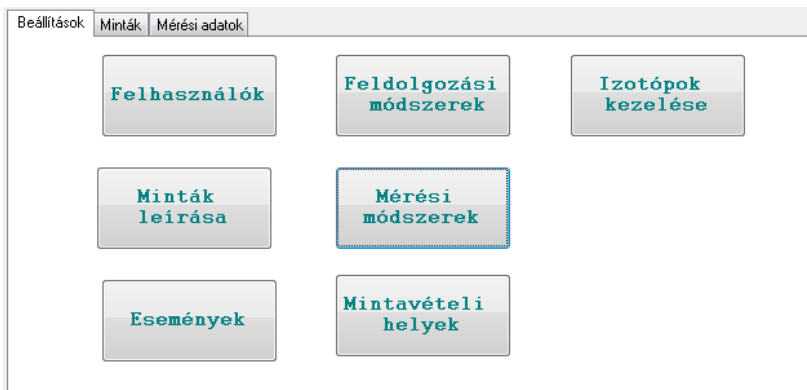 Beállítások Minták Mérési adatok
Felhasználók
Feldolgozási
módszerek
Izotópok
kezelése
Minták
leírása
Mérési
módszerek
Események
Mintavételi
helyek